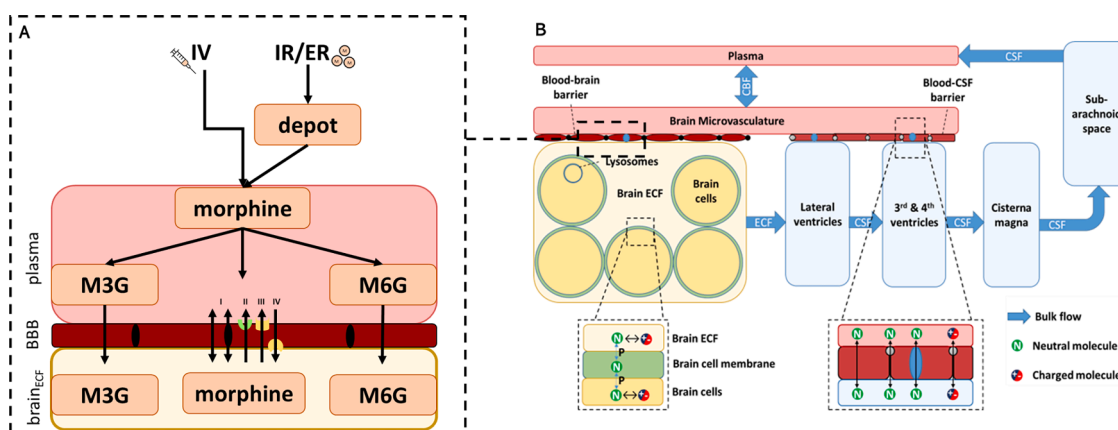 A
IV
IR/ER
M
M
M
depot
morphine
plasma
M3G
M6G
I
II
III
IV
BBB
brainECF
M3G
morphine
M6G
B
Plasma
CSF
Blood-brain
barrier
CBF
Blood-CSF
barrier
Brain Microvasculature
Sub-
arachnoid
space
Lysosomes
Brain ECF
Brain
cells
ECF
Lateral
ventricles
CSF
3rd & 4th
ventricles
CSF
Cisterna
magna
CSF
N
Brain ECF
P
N
Brain cell membrane
P
N
Brain cells
N
N
N
N
N
N
Bulk flow
N
Neutral molecule
Charged molecule